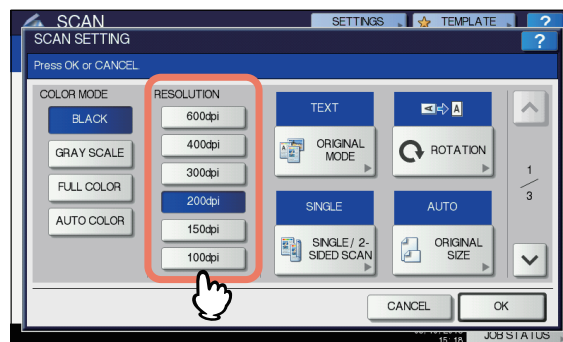 SCAN
SETTINGS
TEMPLATE
?
SCAN SETTING
?
Press OK or CANCEL
COLOR MODE
BLACK
GRAY SCALE
FULL COLOR
AUTO COLOR
RESOLUTION
600dpi
400dpi
300dpi
200dpi
150dpi
100dpi
TEXT
ORIGINAL
MODE
A A
ROTATION
SINGLE
SINGLE / 2-
SIDED SCAN
AUTO
ORIGINAL
SIZE
1
3
CANCEL
OK
15: 18
JOB STATUS